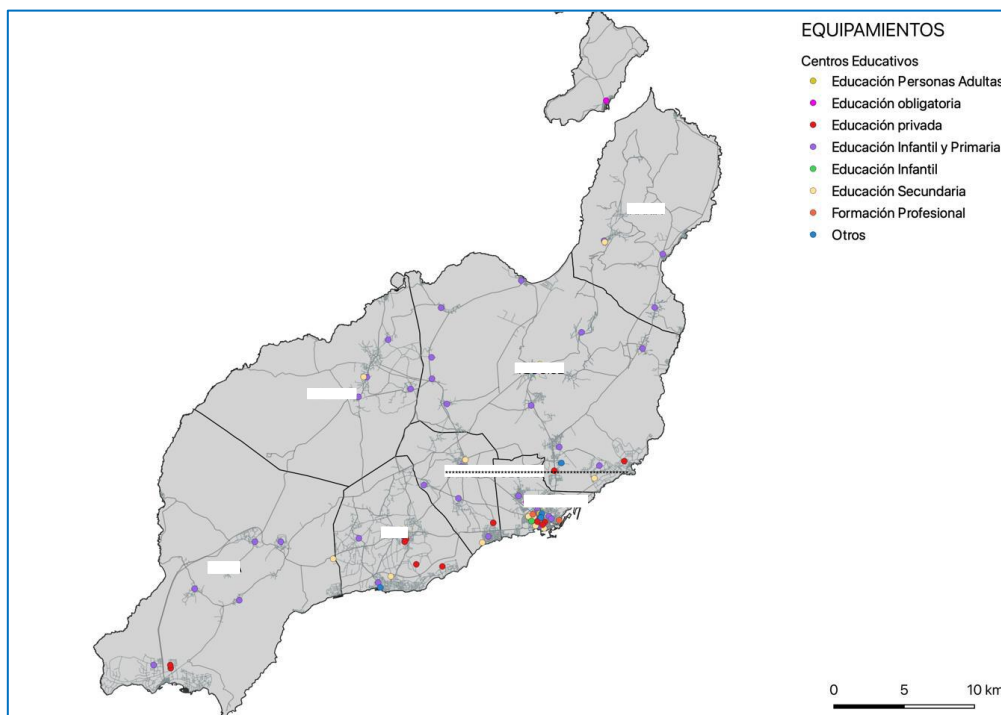 EQUIPAMIENTOS
Centros Educativos
Educación Personas Adultas
Educación obligatoria
Educación privada
Educación Infantil y Primaria
Educación Infantil
Educación Secundaria
Formación Profesional
Otros
0 5 10 km